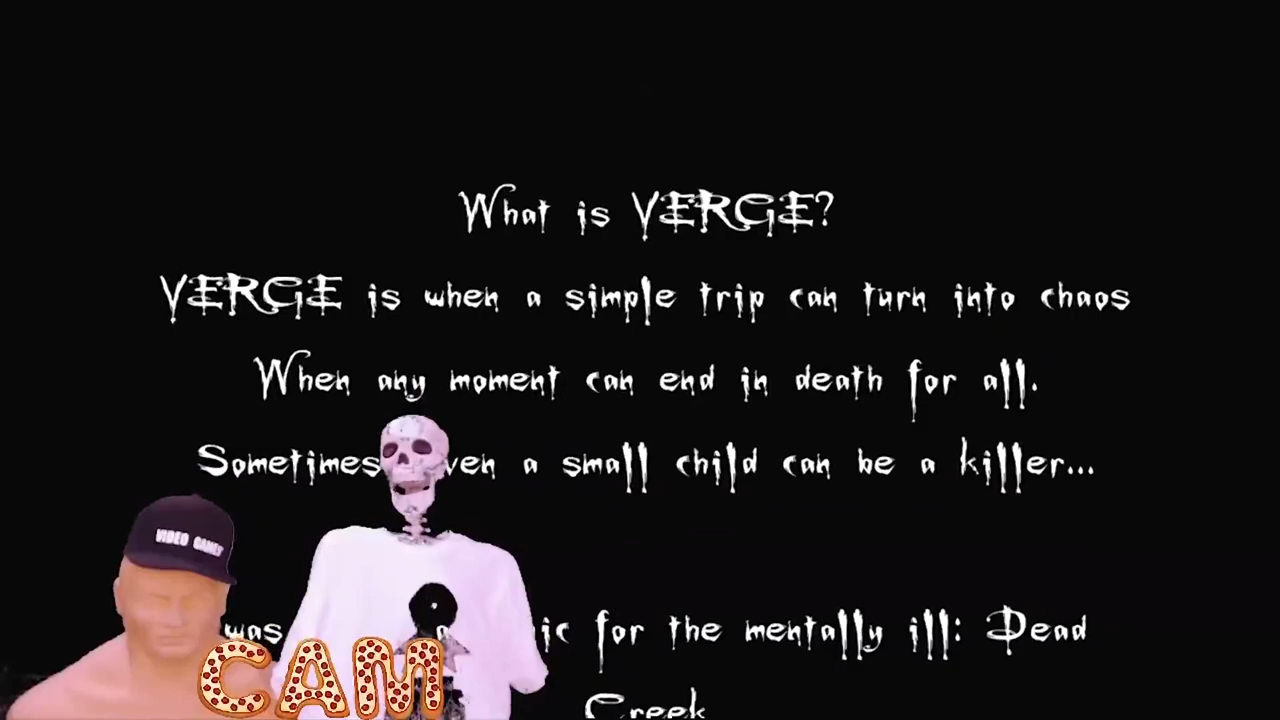 What is VERGE?
VERGE is when a simple trip can turn into chaos
When any moment can end in death for all.
Sometimes ven a small child can be a killer...
VIDEO GAMES
was a ic for the mentally ill: Dead
CAM
Creek